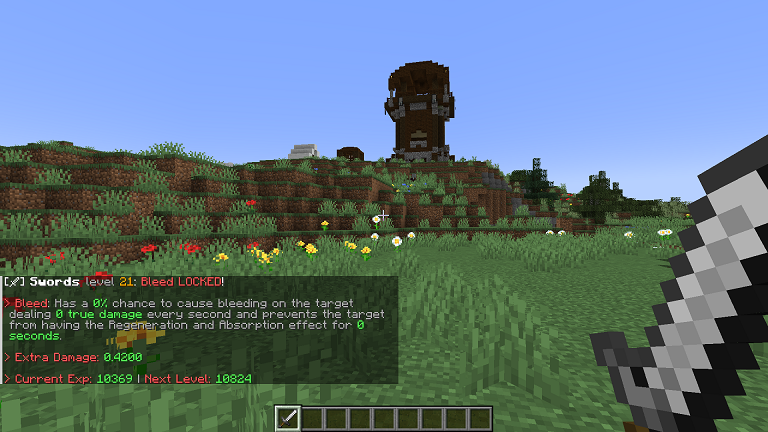 [🗡] Swords level 21: Bleed LOCKED!
> Bleed: Has a 0% chance to cause bleeding on the target
dealing 0 true damage every second and prevents the target
from having the Regeneration and Absorption effect for 0
seconds.
> Extra Damage: 0.4200
> Current Exp: 10369 | Next Level: 10824